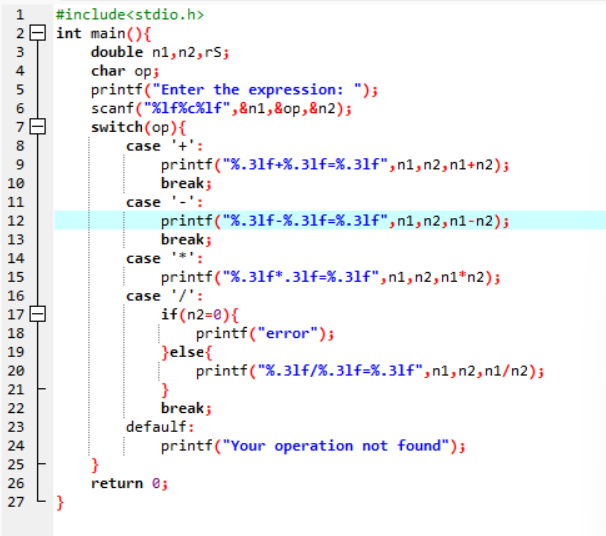 1 #include<stdio.h>
2 int main(){
3 double n1,n2,rS;
4 char op;
5 printf("Enter the expression: ");
6 scanf("%lf%c%lf",&n1,&op,&n2);
7 switch(op){
8 case '+':
9 printf("%.3lf+%.3lf=%.3lf",n1,n2,n1+n2);
10 break;
11 case '-':
12 printf("%.3lf-%.3lf=%.3lf",n1,n2,n1-n2);
13 break;
14 case '*':
15 printf("%.3lf*.3lf=%.3lf",n1,n2,n1*n2);
16 case '/':
17 if(n2=0){
18 printf("error");
19 }else{
20 printf("%.3lf/%.3lf=%.3lf",n1,n2,n1/n2);
21 }
22 break;
23 defaulf:
24 printf("Your operation not found");
25 }
26 return 0;
27 }